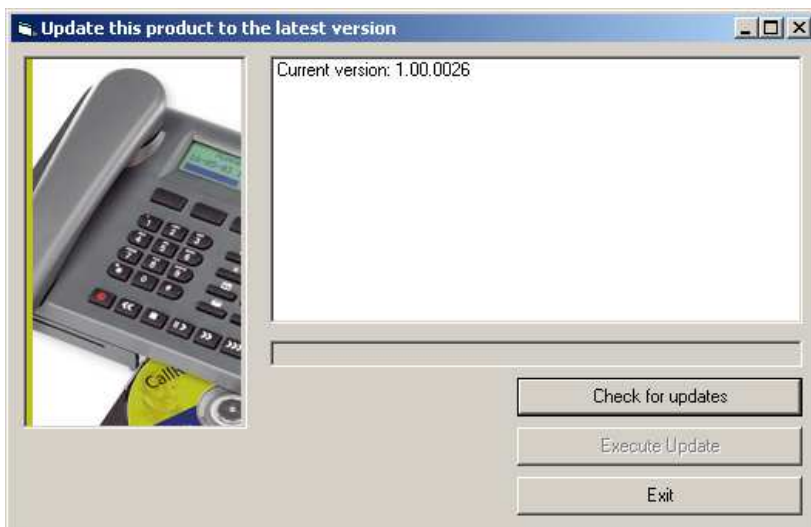 Update this product to the latest version
Current version: 1.00.0026
Check for updates
Execute Update
Exit